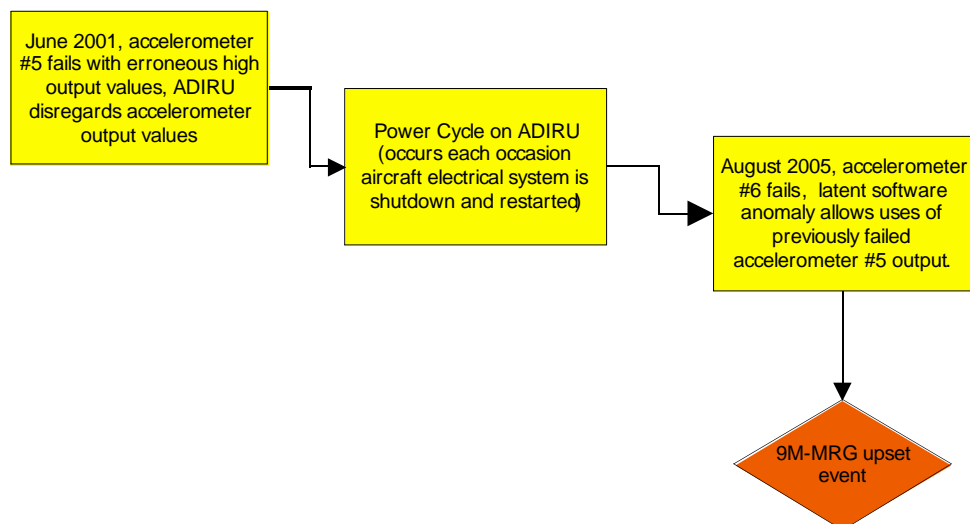 June 2001, accelerometer
#5 fails with erroneous high
output values, ADIRU
disregards accelerometer
output values
Power Cycle on ADIRU
(occurs each occasion
aircraft electrical system is
shutdown and restarted)
August 2005, accelerometer
#6 fails, latent software
anomaly allows uses of
previously failed
accelerometer #5 output.
9M-MRG upset
event